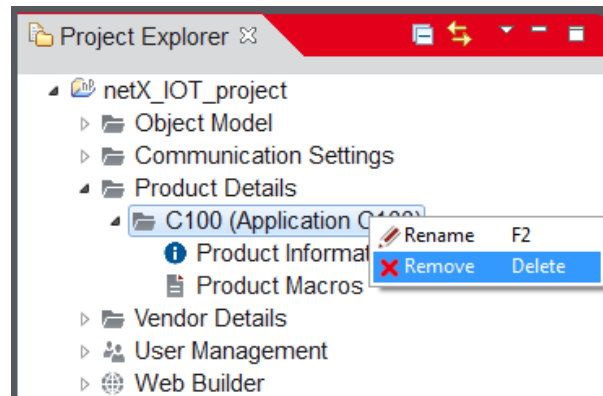 Project Explorer
netX_IOT_project
Object Model
Communication Settings
Product Details
C100 (Application
Rename F2
Product Informat
Remove Delete
Product Macros
Vendor Details
User Management
Web Builder